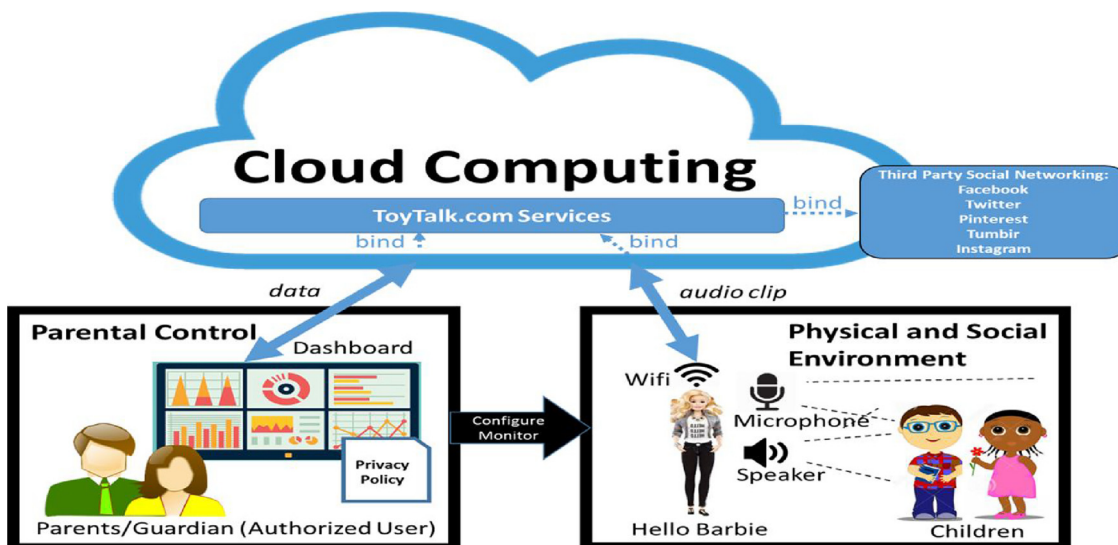 Cloud Computing
ToyTalk.com Services
bind
bind
bind
Third Party Social Networking:
Facebook
Twitter
Pinterest
Tumbir
Instagram
data
audio clip
Parental Control
Dashboard
Privacy
Policy
Parents/Guardian (Authorized User)
Configure
Monitor
Physical and Social
Environment
Wifi
Microphone
Speaker
Hello Barbie
Children